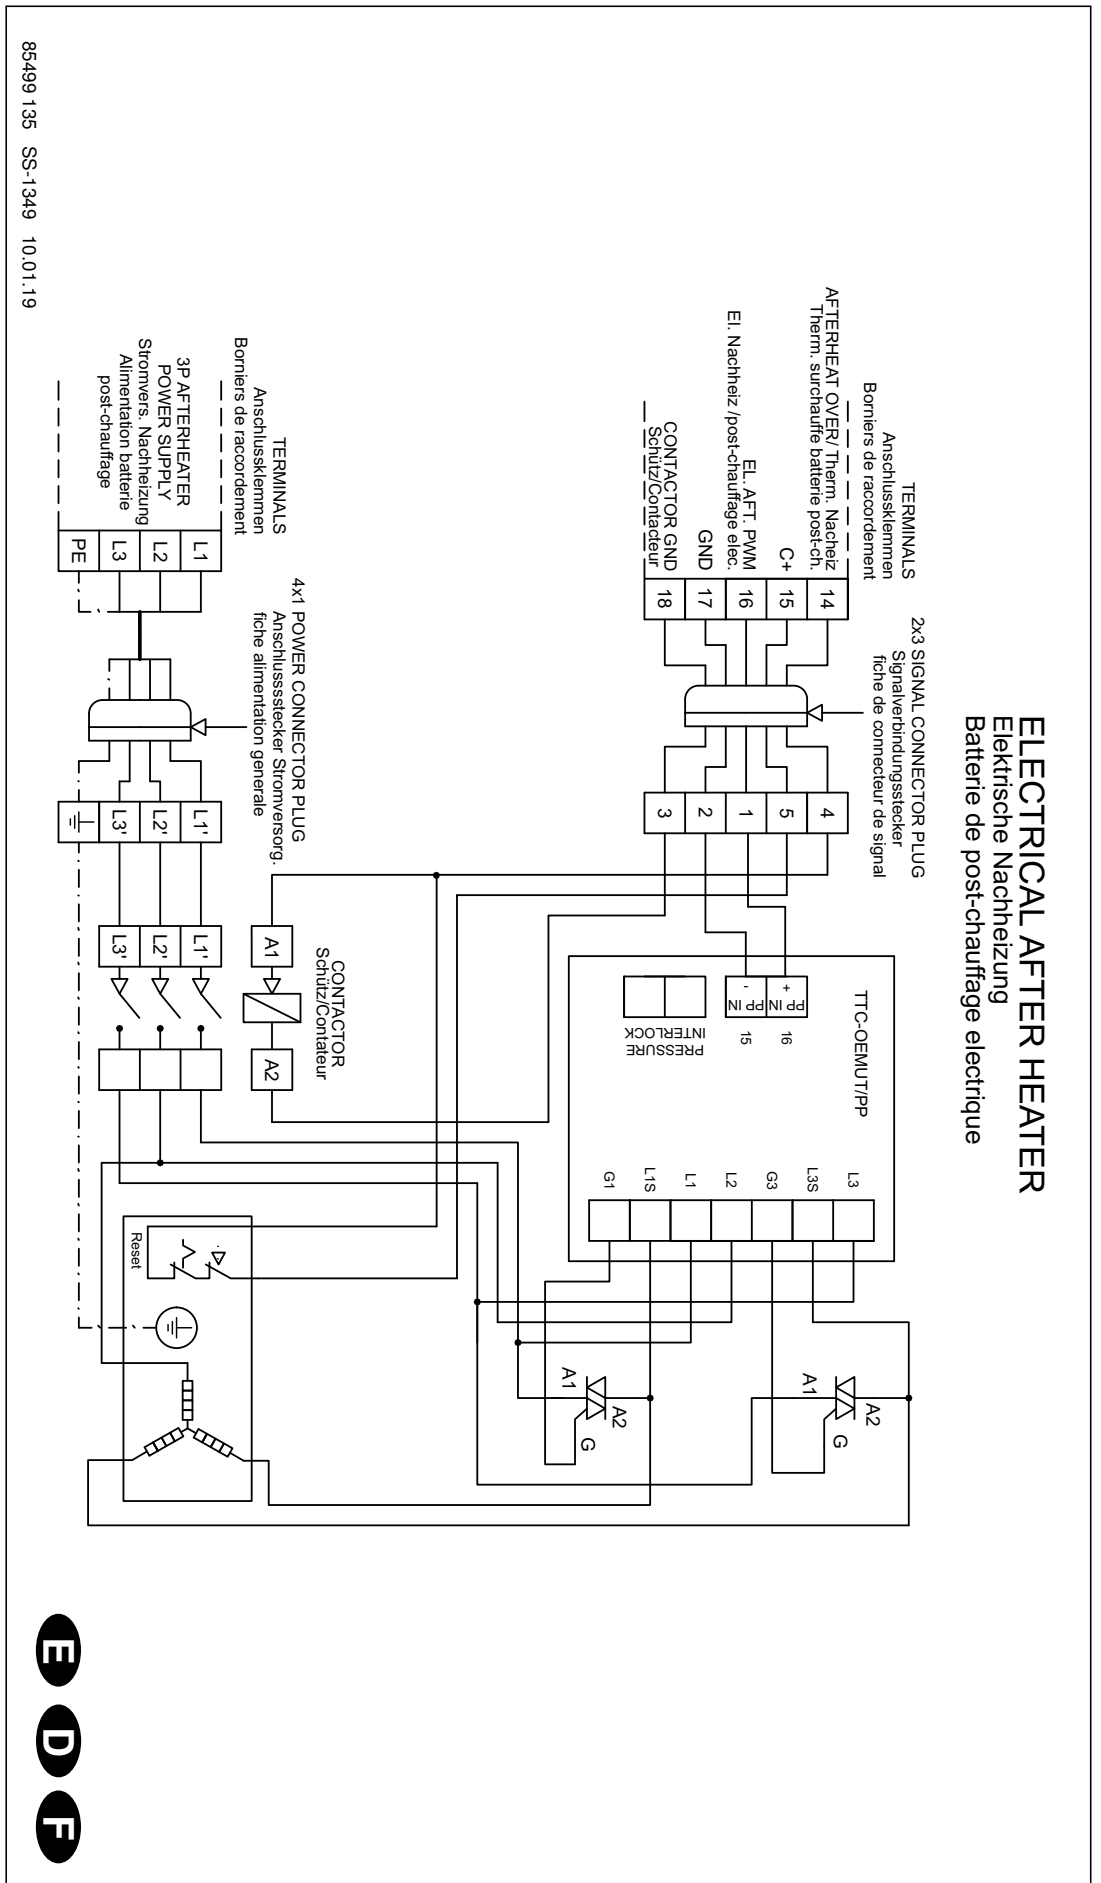 ELECTRICAL AFTER HEATER
Elektrische Nachheizung
Batterie de post-chauffage electrique
TERMINALS
Anschlussklemmen
Borniers de raccordement
AFTERHEAT OVER/ Therm. Nacheiz
Therm. surchauffe batterie post-ch.
C+
EL. AFT. PWM
El. Nachheiz /post-chauffage elec.
GND
CONTACTOR GND
Schütz/Contacteur
14
15
16
17
18
2x3 SIGNAL CONNECTOR PLUG
Signalverbindungsstecker
fiche de connecteur de signal
4
5
1
2
3
TTC-OEMUT/PP
+ PP IN
- PP IN
16
15
PRESSURE
INTERLOCK
L3
L3S
G3
L2
L1
L1S
G1
A1
A2
G
A1
A2
G
TERMINALS
Anschlussklemmen
Borniers de raccordement
3P AFTERHEATER
POWER SUPPLY
Stromvers. Nachheizung
Alimentation batterie
post-chauffage
L1
L2
L3
PE
4x1 POWER CONNECTOR PLUG
Anschlussstecker Stromversorg.
fiche alimentation generale
L1'
L2'
L3'
CONTACTOR
Schütz/Contateur
A1
A2
L1'
L2'
L3'
Reset
85499 135 SS-1349 10.01.19
E D F